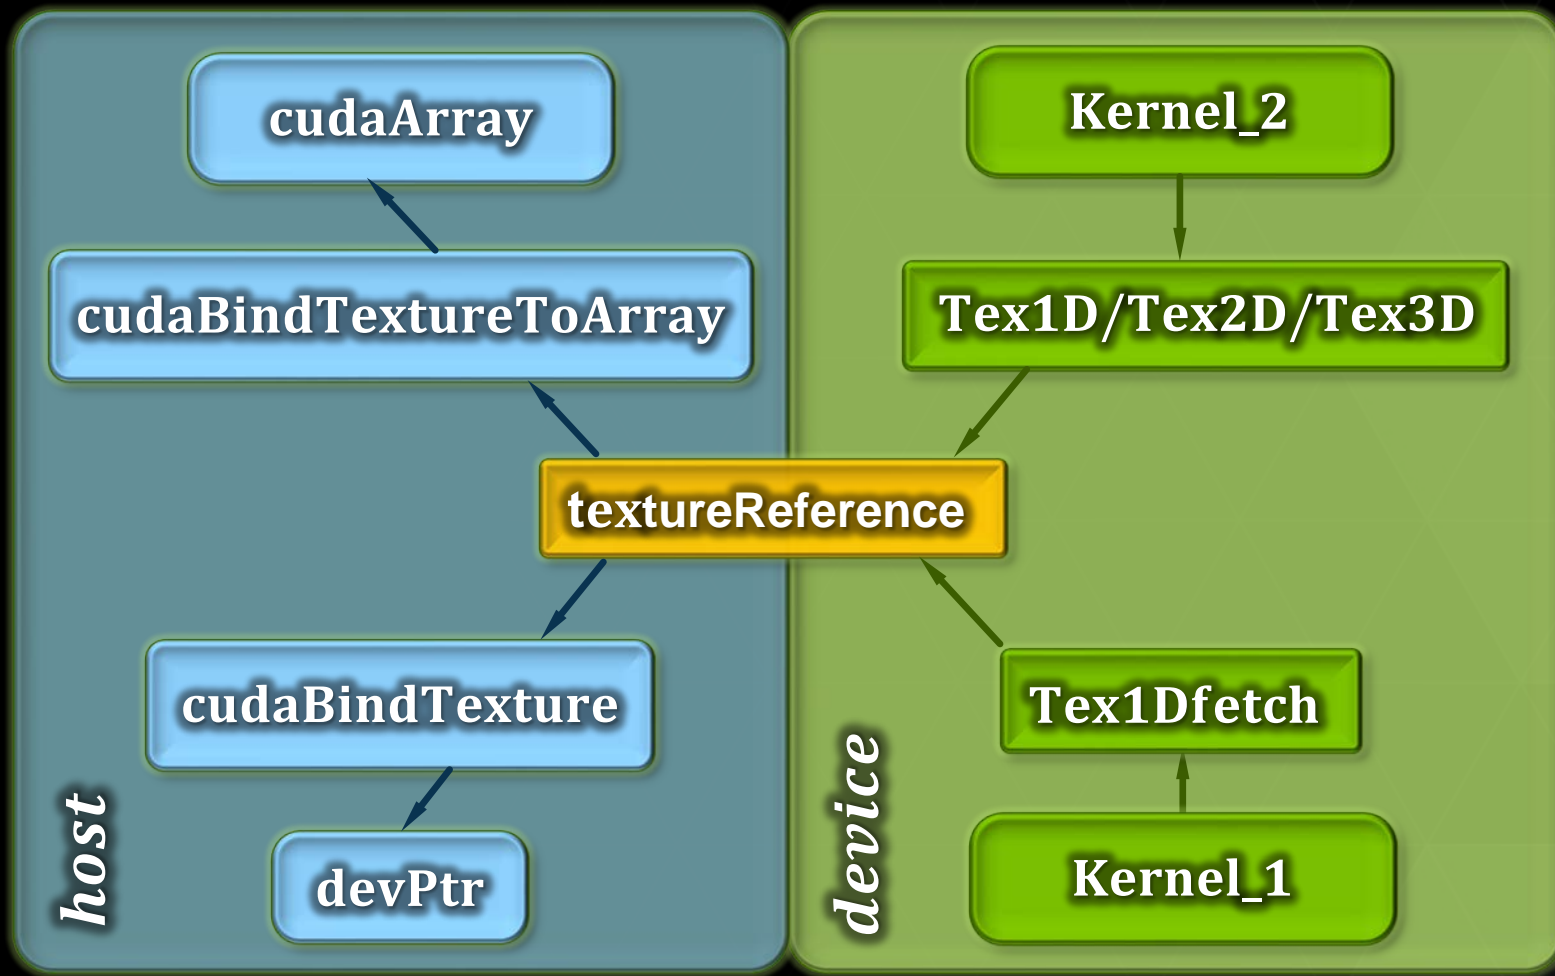 cudaArray
Kernel_2
cudaBindTextureToArray
Tex1D/Tex2D/Tex3D
textureReference
cudaBindTexture
Tex1Dfetch
host
device
devPtr
Kernel_1